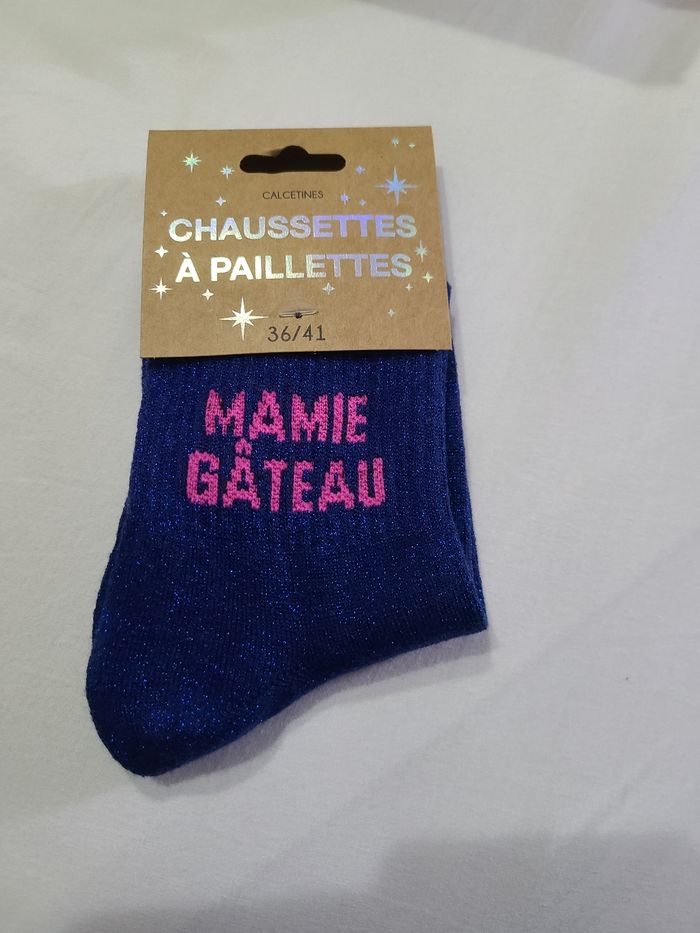 CALCETINES
CHAUSSETTES
À PAILLETTES
36/41
MAMIE
GÂTEAU